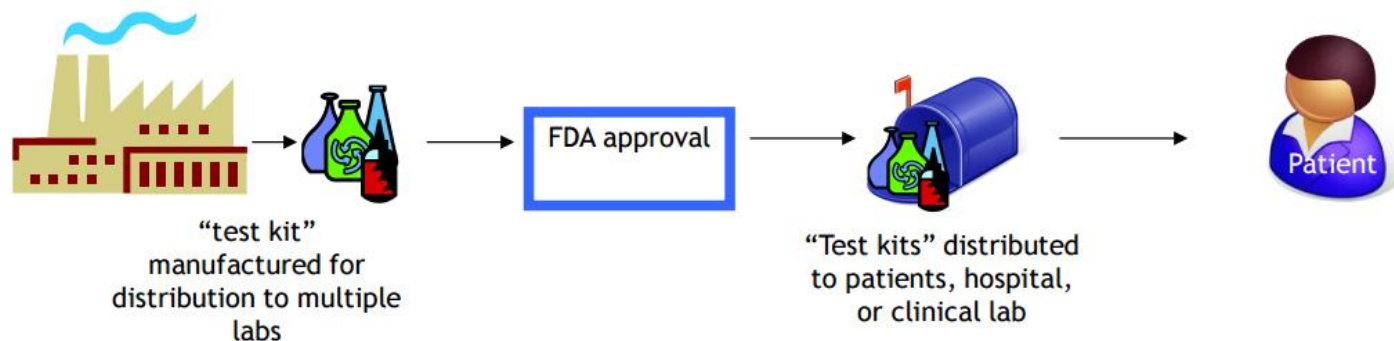 FDA approval
Patient
“test kit”
manufactured for
distribution to multiple
labs
“Test kits” distributed
to patients, hospital,
or clinical lab